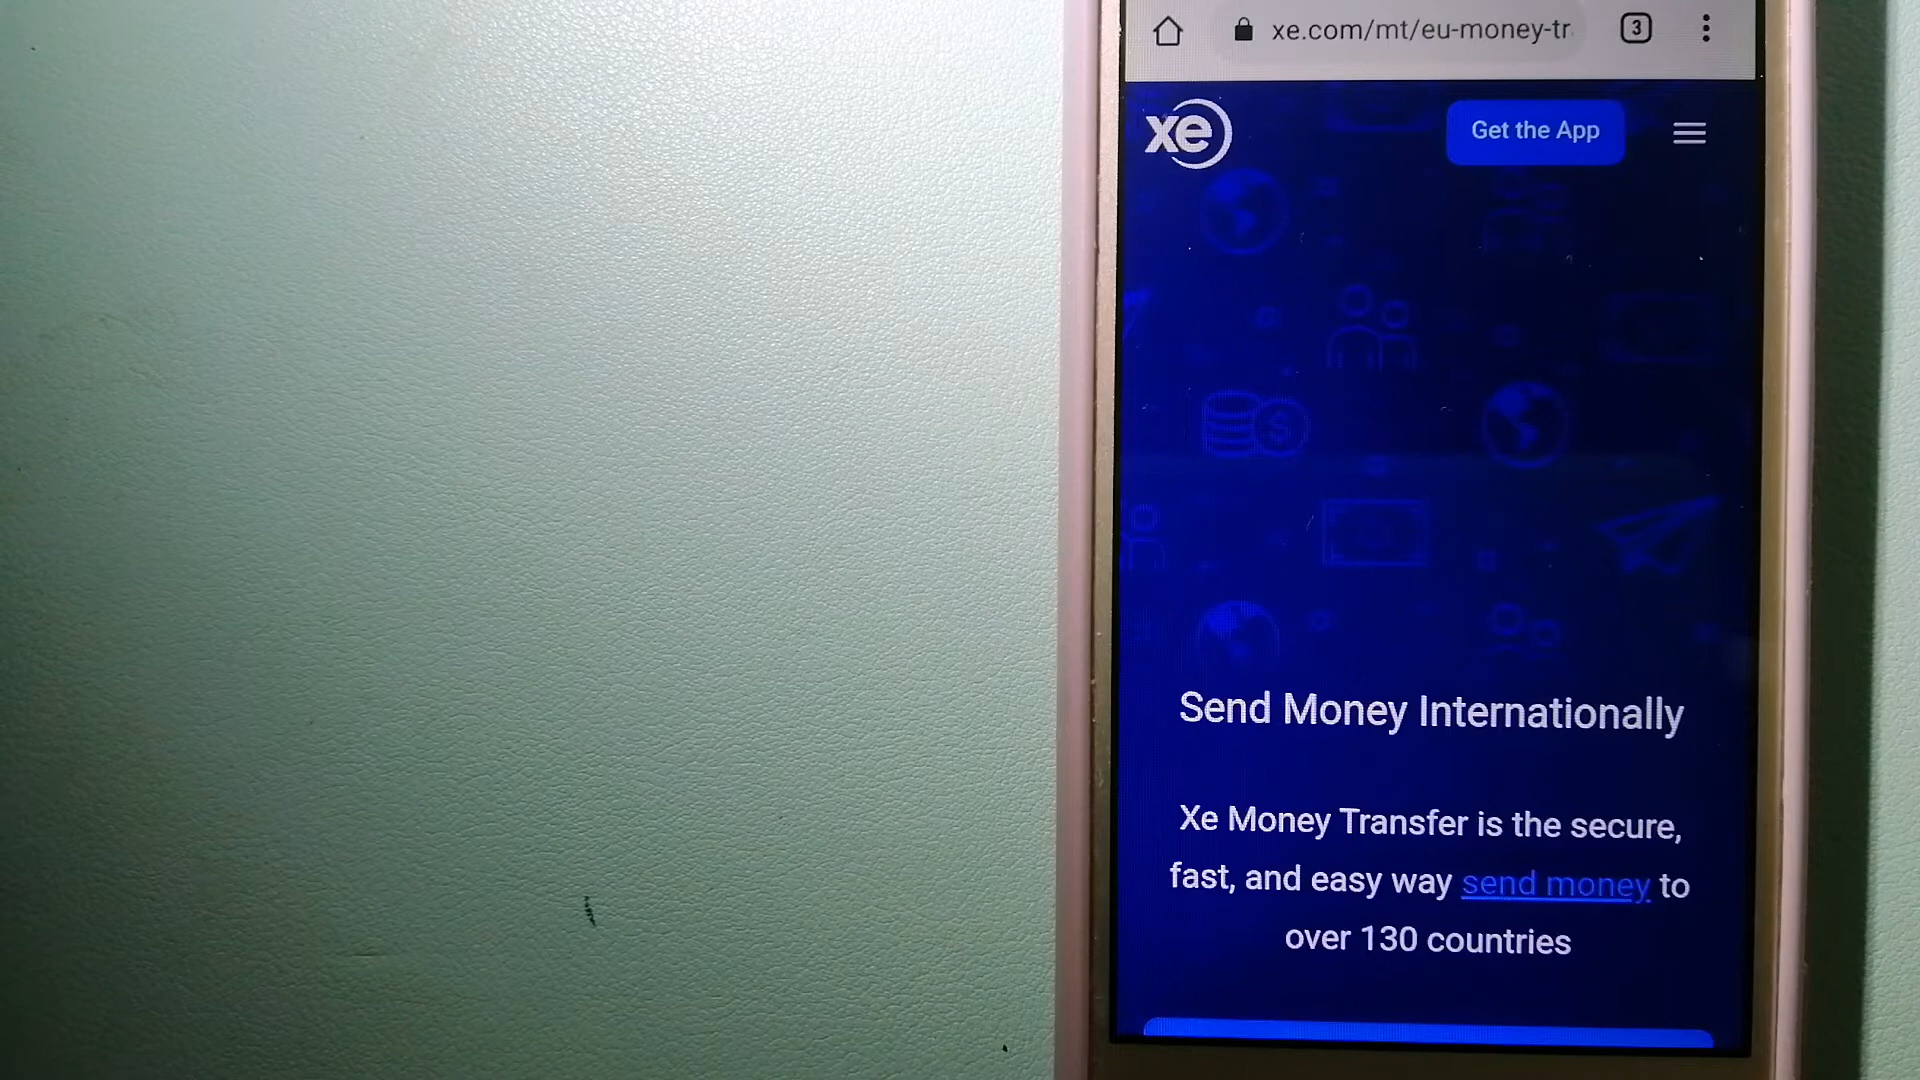 xe.com/mt/eu-money-tr
3
xe
Get the App
Send Money Internationally
Xe Money Transfer is the secure,
fast, and easy way send money to
over 130 countries